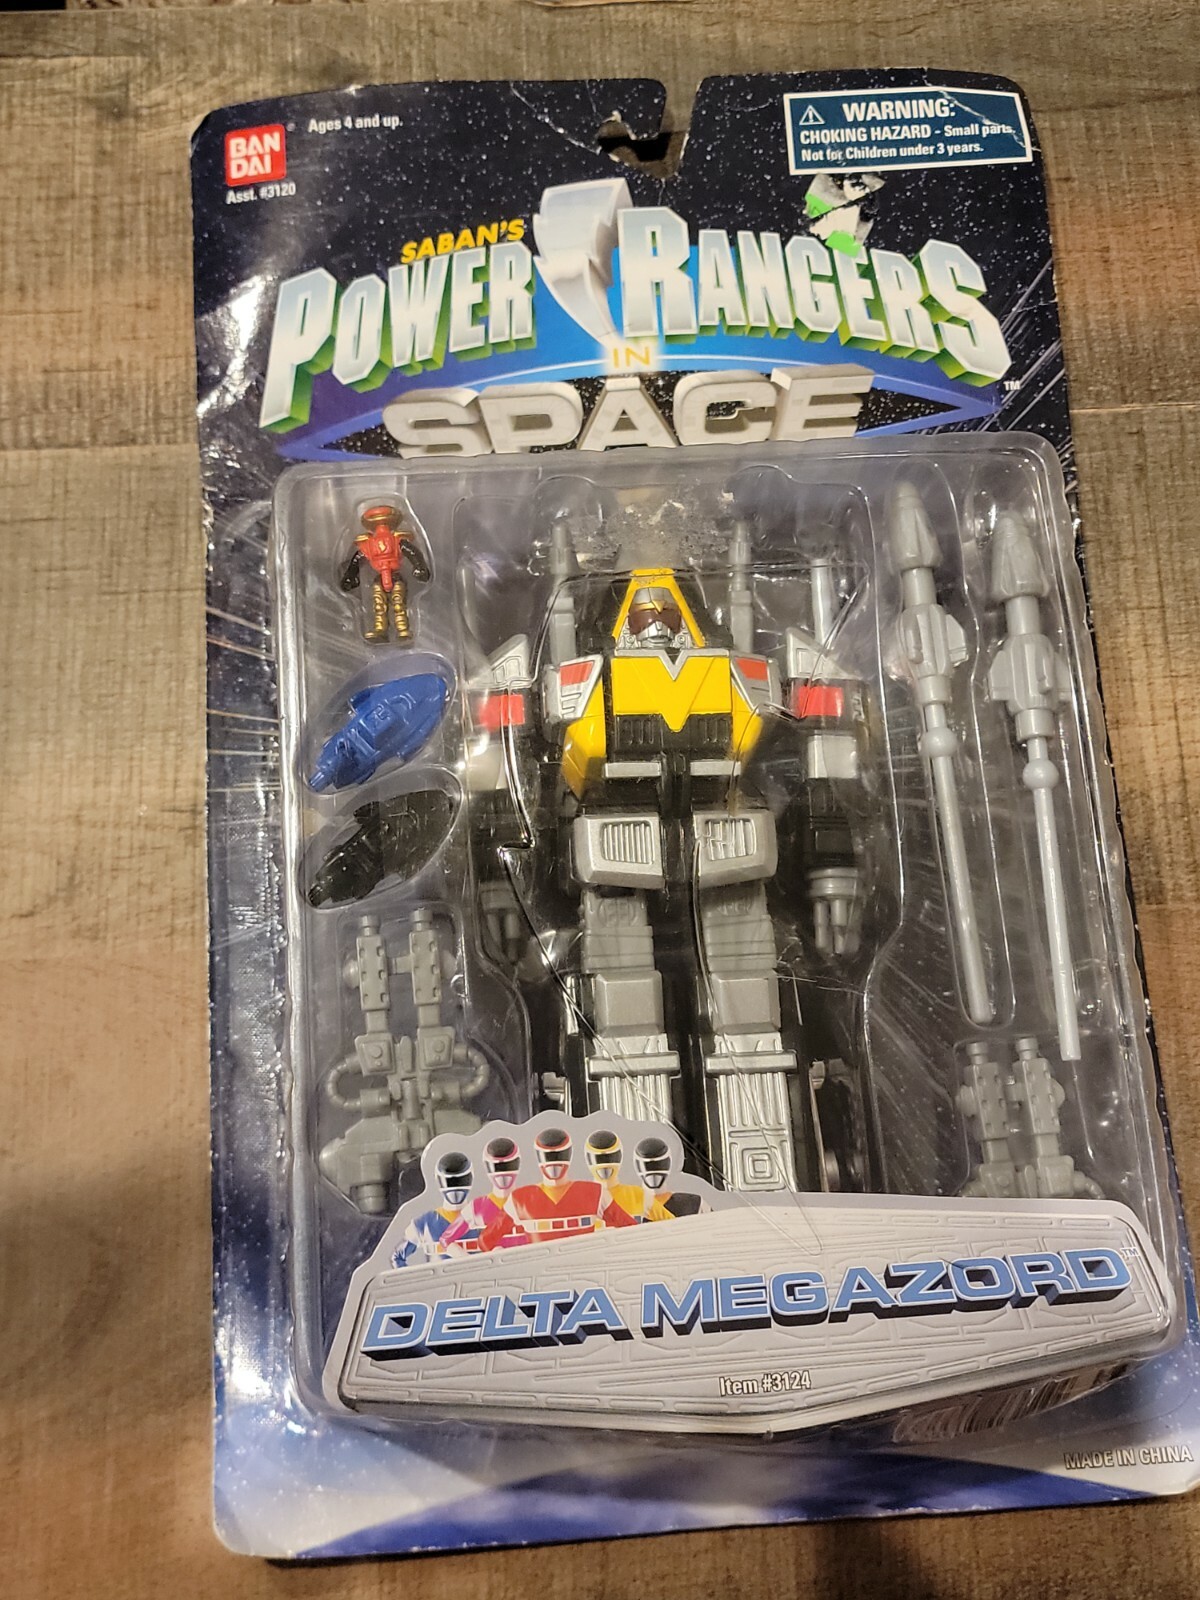 BAN
DAI
®
Ages 4 and up.
Asst. #3120
WARNING:
CHOKING HAZARD - Small parts.
Not for Children under 3 years.
SABAN'S
POWER RANGERS
IN
SPACE
TM
DELTA MEGAZORD™
Item #3124
MADE IN CHINA